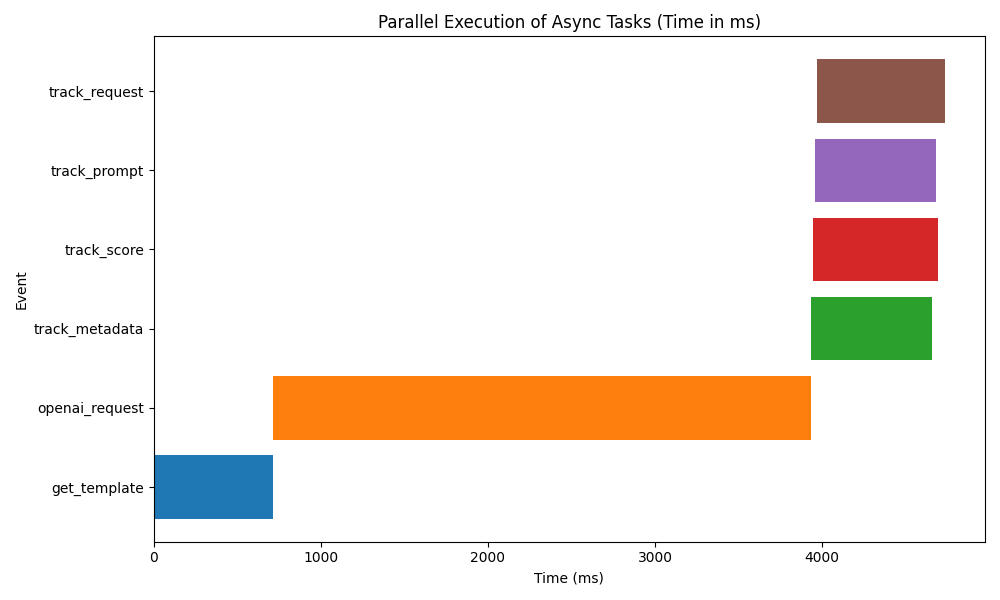 Parallel Execution of Async Tasks (Time in ms)
track_request
track_prompt
track_score
track_metadata
openai_request
get_template
Event
0 1000 2000 3000 4000
Time (ms)